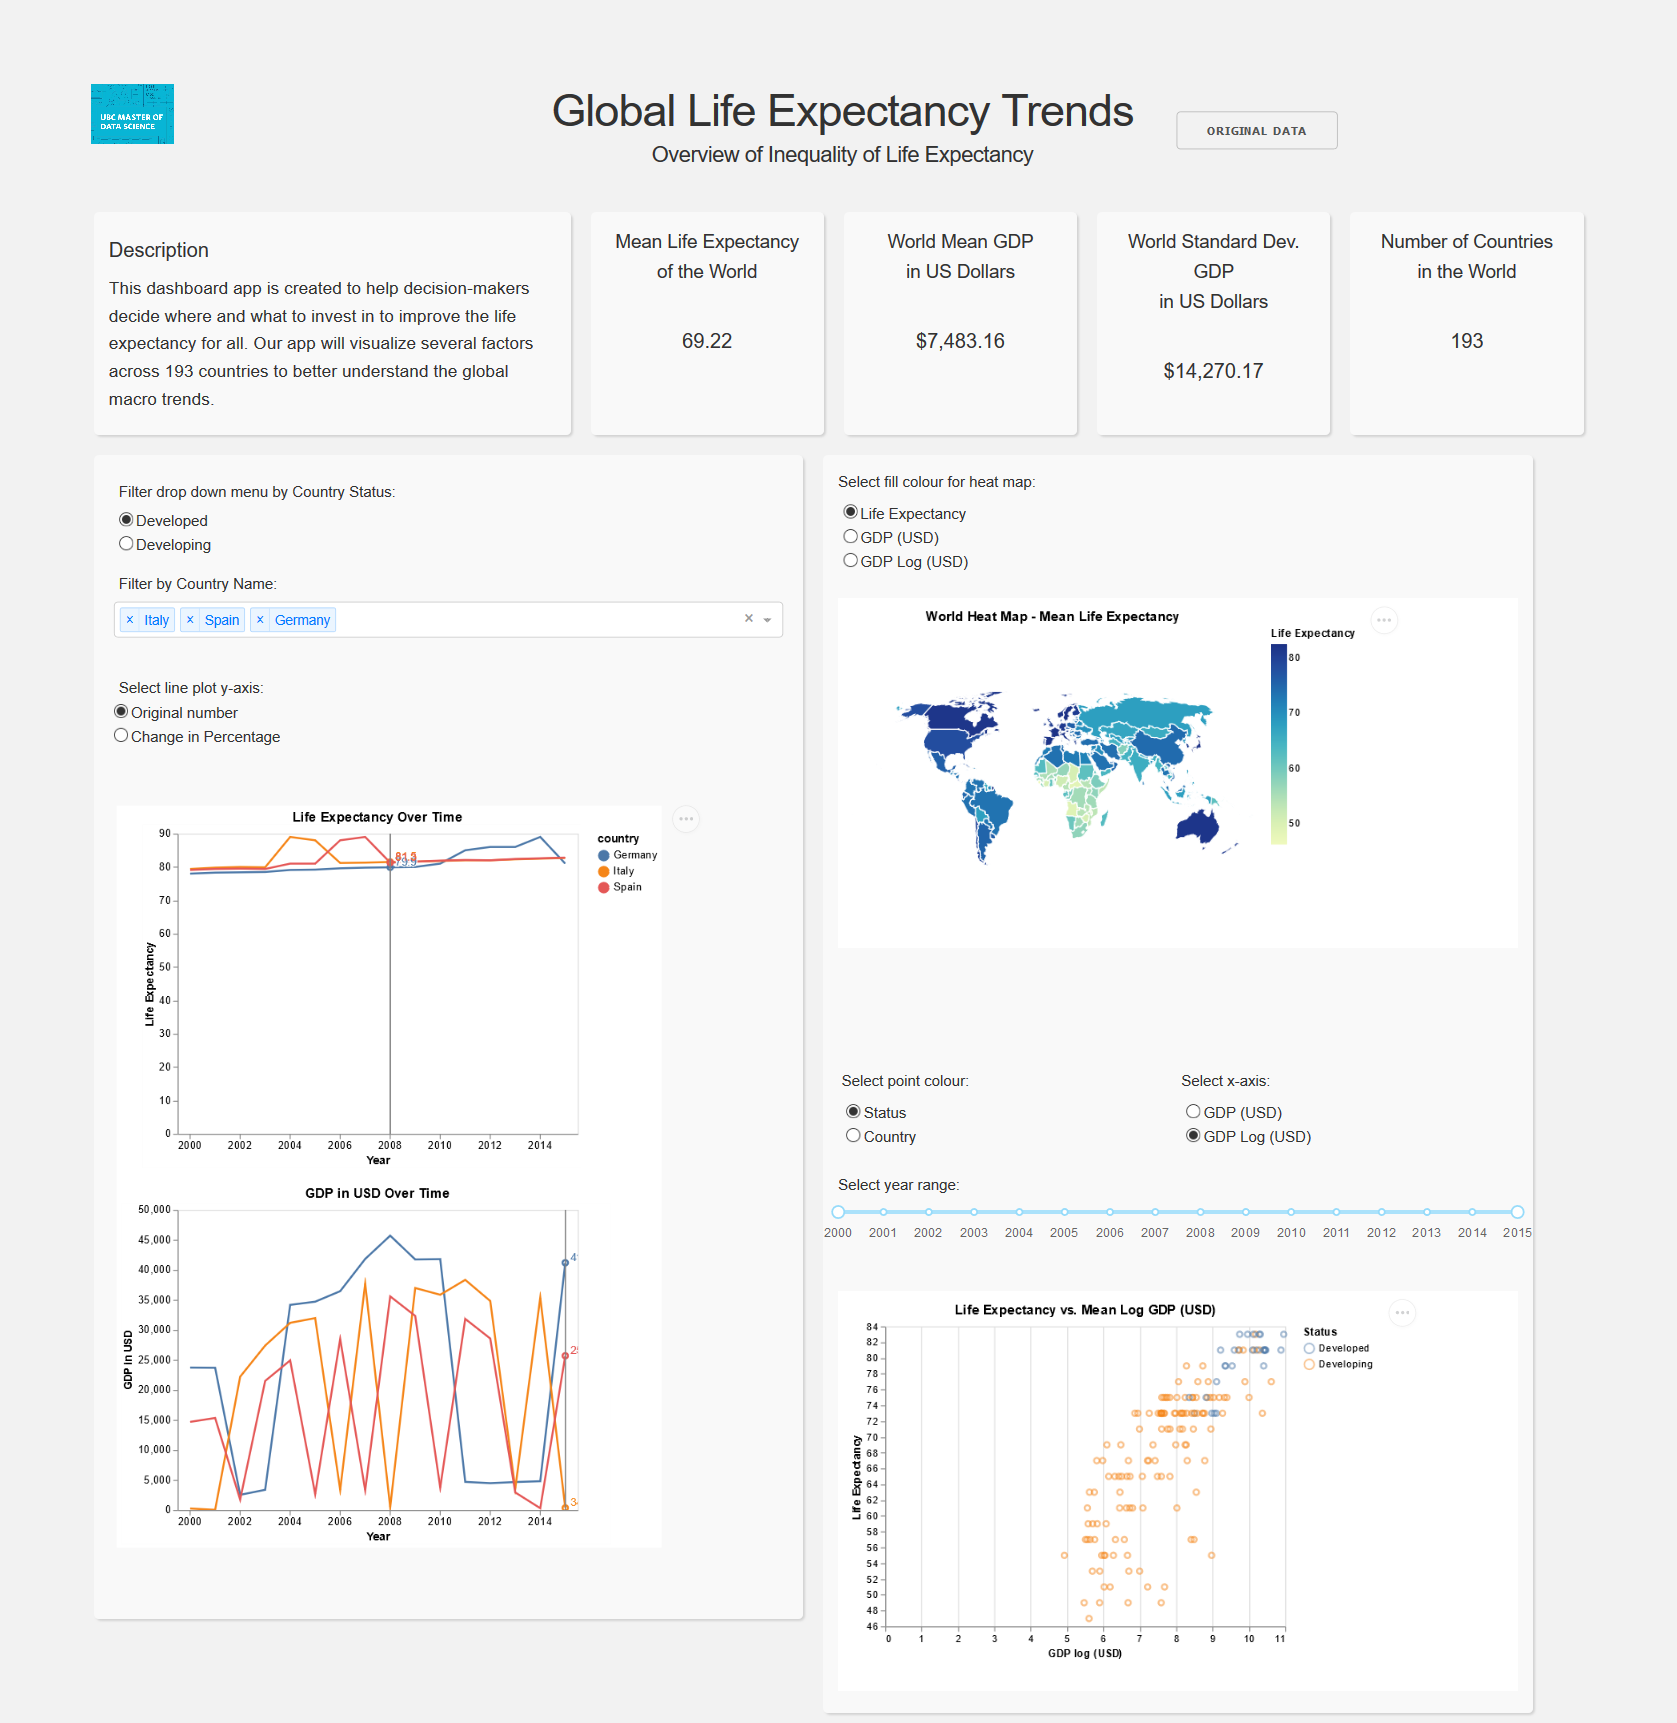 UBC MASTER OF
DATA SCIENCE
Global Life Expectancy Trends
Overview of Inequality of Life Expectancy
ORIGINAL DATA
Description
This dashboard app is created to help decision-makers
decide where and what to invest in to improve the life
expectancy for all. Our app will visualize several factors
across 193 countries to better understand the global
macro trends.
Mean Life Expectancy
of the World
69.22
World Mean GDP
in US Dollars
$7,483.16
World Standard Dev.
GDP
in US Dollars
$14,270.17
Number of Countries
in the World
193
Filter drop down menu by Country Status:
Developed
Developing
Filter by Country Name:
× Italy × Spain × Germany
Select line plot y-axis:
Original number
Change in Percentage
Life Expectancy Over Time
90
80
70
60
50
40
30
20
10
0
Life Expectancy
2000 2002 2004 2006 2008 2010 2012 2014
Year
79.9
country
Germany
Italy
Spain
GDP in USD Over Time
50,000
45,000
40,000
35,000
30,000
25,000
20,000
15,000
10,000
5,000
0
GDP in USD
2000 2002 2004 2006 2008 2010 2012 2014
Year
Select fill colour for heat map:
Life Expectancy
GDP (USD)
GDP Log (USD)
World Heat Map - Mean Life Expectancy
Life Expectancy
80
70
60
50
Select point colour:
Status
Country
Select x-axis:
GDP (USD)
GDP Log (USD)
Select year range:
2000 2001 2002 2003 2004 2005 2006 2007 2008 2009 2010 2011 2012 2013 2014 2015
Life Expectancy vs. Mean Log GDP (USD)
84
82
80
78
76
74
72
70
68
66
64
62
60
58
56
54
52
50
48
46
Life Expectancy
0 1 2 3 4 5 6 7 8 9 10 11
GDP log (USD)
Status
Developed
Developing